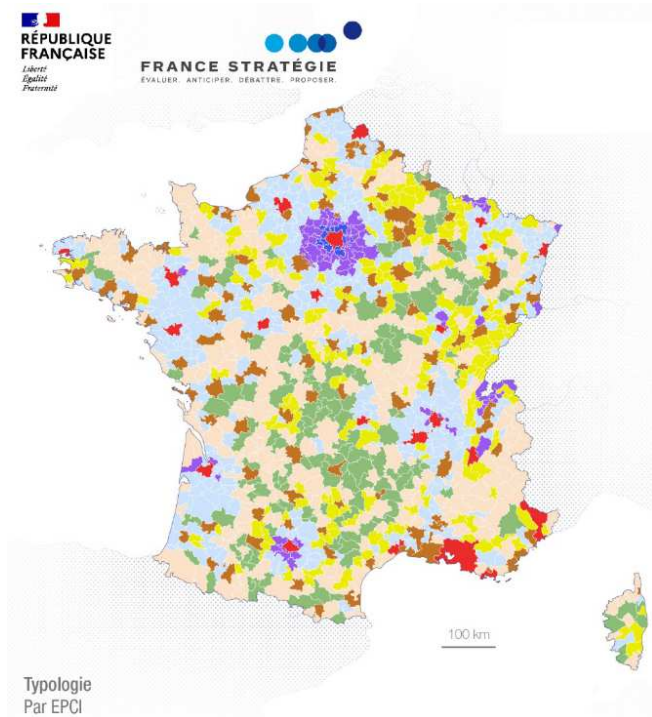 RÉPUBLIQUE
FRANÇAISE
Liberté
Égalité
Fraternité
FRANCE STRATÉGIE
ÉVALUER. ANTICIPER. DÉBATTRE. PROPOSER.
100 km
Typologie
Par EPCI